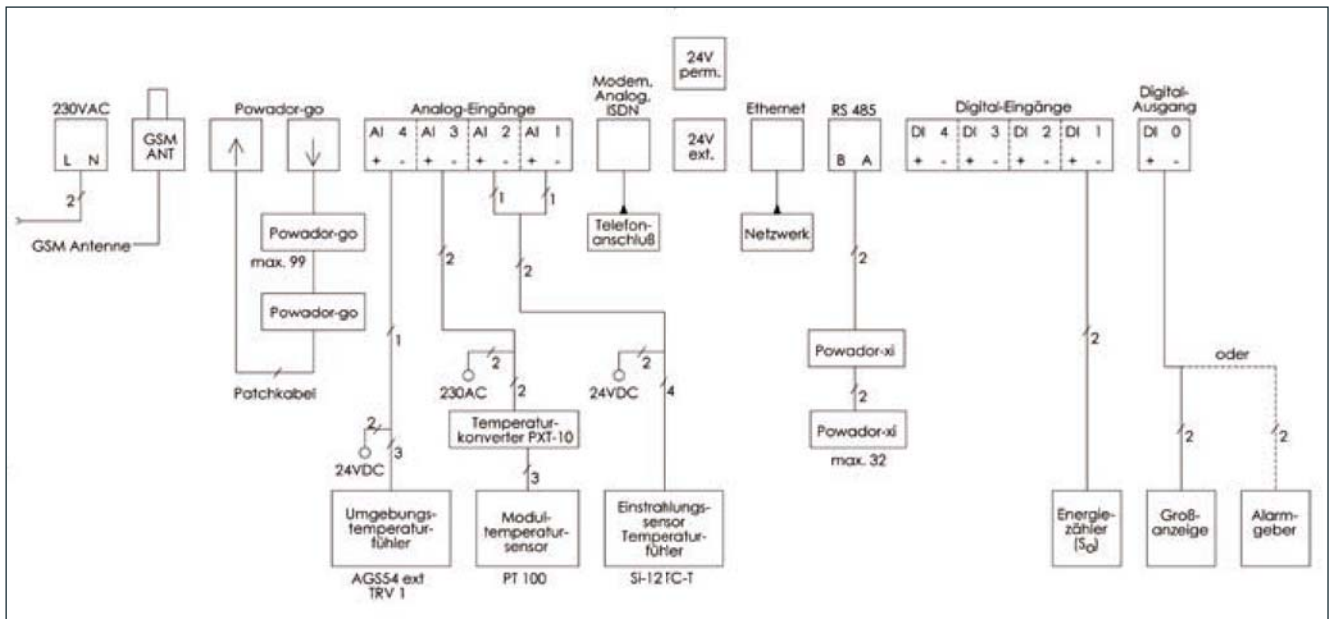 24V
perm.
230VAC
L N
2
GSM
ANT
GSM Antenne
Powador-go
Powador-go
max. 99
Powador-go
Patchkabel
Analog-Eingänge
AI 4 AI 3 AI 2 AI 1
+ - + - + - + -
1
1
2
2
1
2
230AC
2
2
24VDC
4
2
24VDC
3
Temperatur-
konverter PXT-10
3
Umgebungs-
temperatur-
fühler
AGS54 ext
TRV 1
Modul-
temperatur-
sensor
PT 100
Einstrahlungs-
sensor
Temperatur-
fühler
Si-12TC-T
Modem,
Analog,
ISDN
Telefon-
anschluß
24V
ext.
Ethernet
Netzwerk
RS 485
B A
2
Powador-xi
2
Powador-xi
max. 32
Digital-Eingänge
DI 4 DI 3 DI 2 DI 1
+ - + - + - + -
2
Energie-
zähler
(S0)
Digital-
Ausgang
DI 0
+ -
oder
2
2
Groß-
anzeige
Alarm-
geber